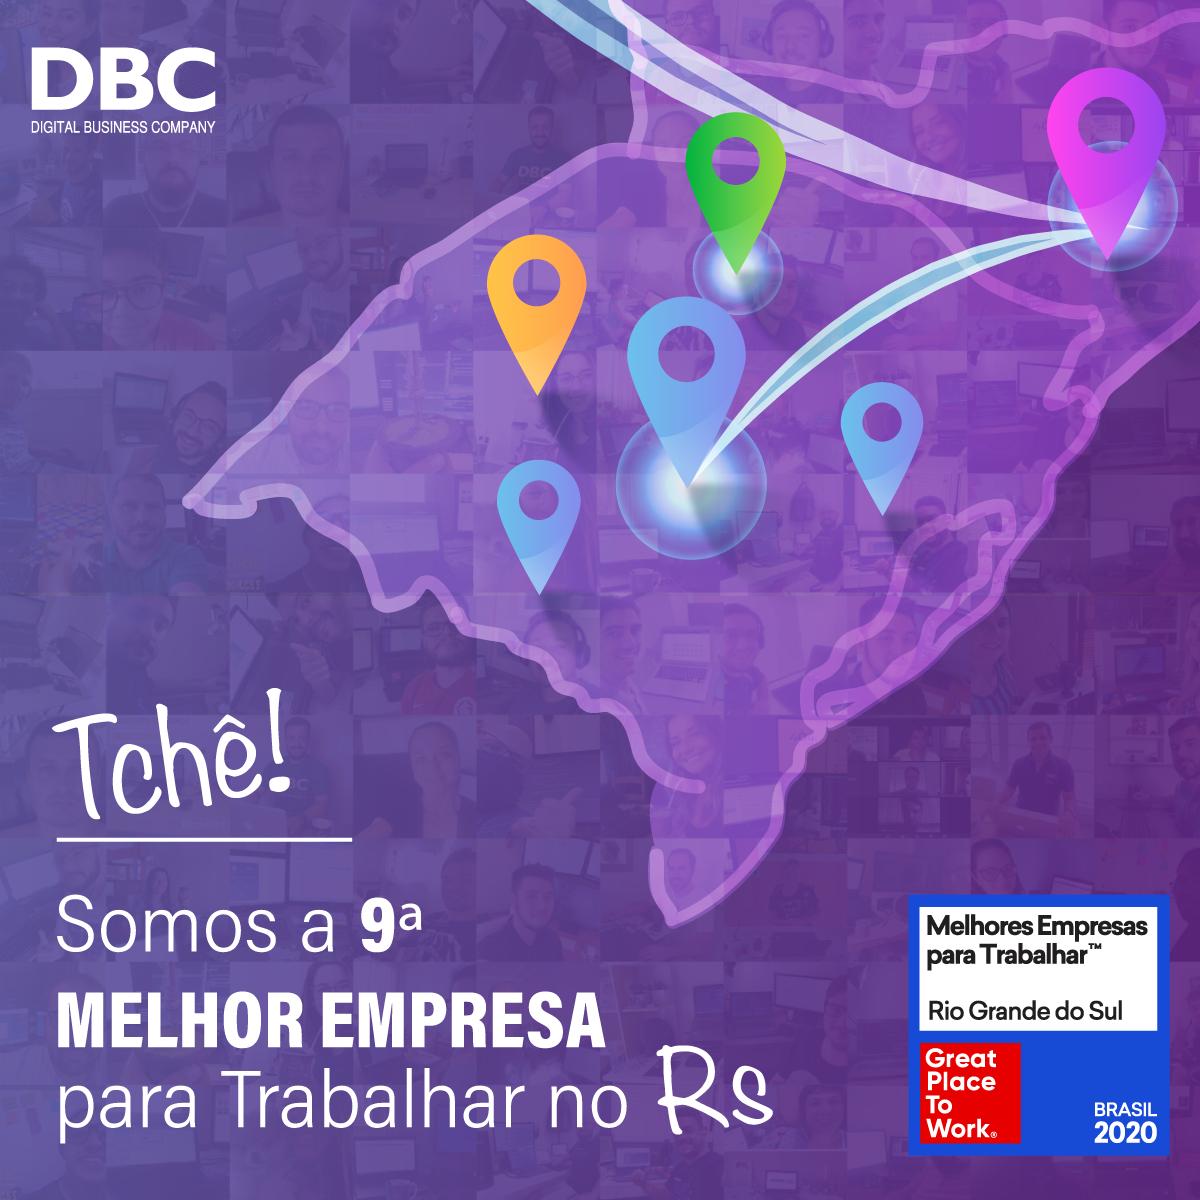 DBC
DIGITAL BUSINESS COMPANY
Tchê!
Somos a 9ª
MELHOR EMPRESA
para Trabalhar no Rs
Melhores Empresas
para Trabalhar™
Rio Grande do Sul
Great
Place
To
Work®
BRASIL
2020